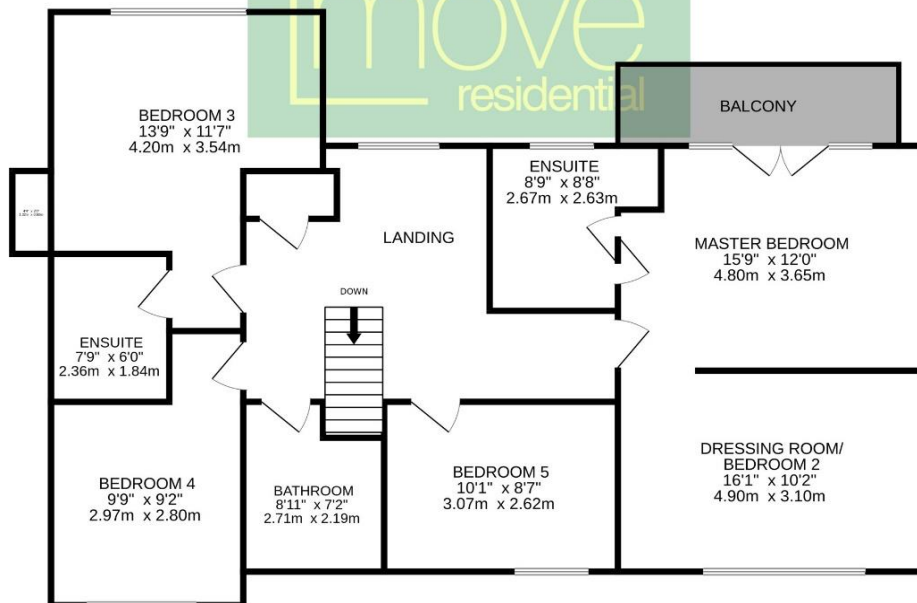 move
residential
BALCONY
BEDROOM 3
13'9" x 11'7"
4.20m x 3.54m
ENSUITE
8'9" x 8'8"
2.67m x 2.63m
LANDING
MASTER BEDROOM
15'9" x 12'0"
4.80m x 3.65m
DOWN
ENSUITE
7'9" x 6'0"
2.36m x 1.84m
DRESSING ROOM/
BEDROOM 2
16'1" x 10'2"
4.90m x 3.10m
BEDROOM 4
9'9" x 9'2"
2.97m x 2.80m
BATHROOM
8'11" x 7'2"
2.71m x 2.19m
BEDROOM 5
10'1" x 8'7"
3.07m x 2.62m